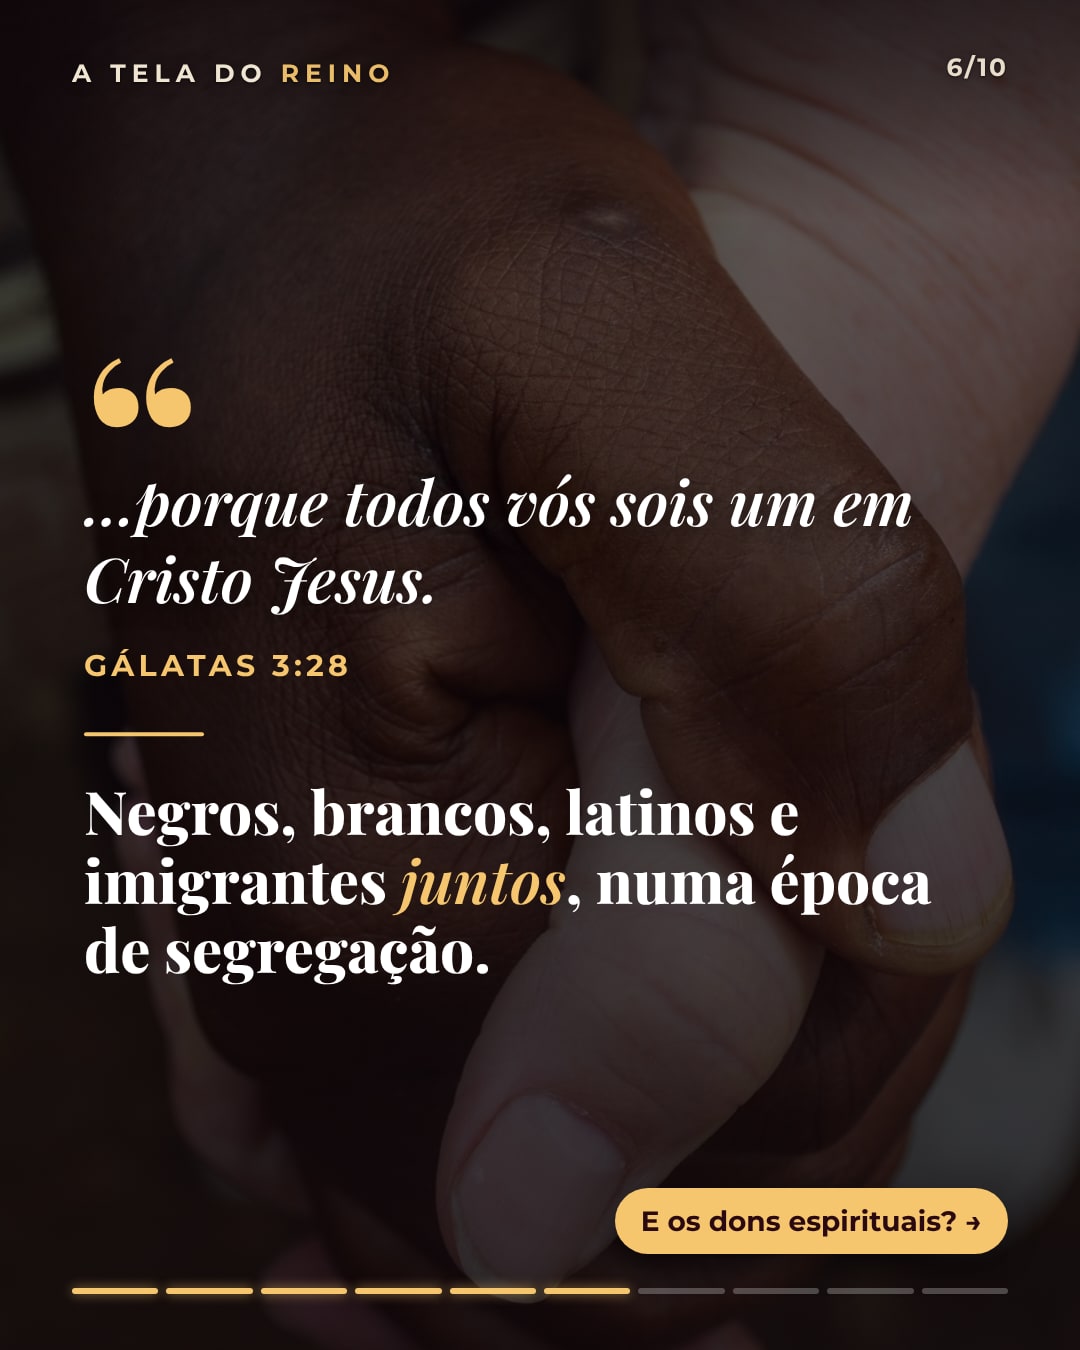 A TELA DO REINO
6/10
“
...porque todos vós sois um em
Cristo Jesus.
GÁLATAS 3:28
Negros, brancos, latinos e
imigrantes juntos, numa época
de segregação.
E os dons espirituais? →